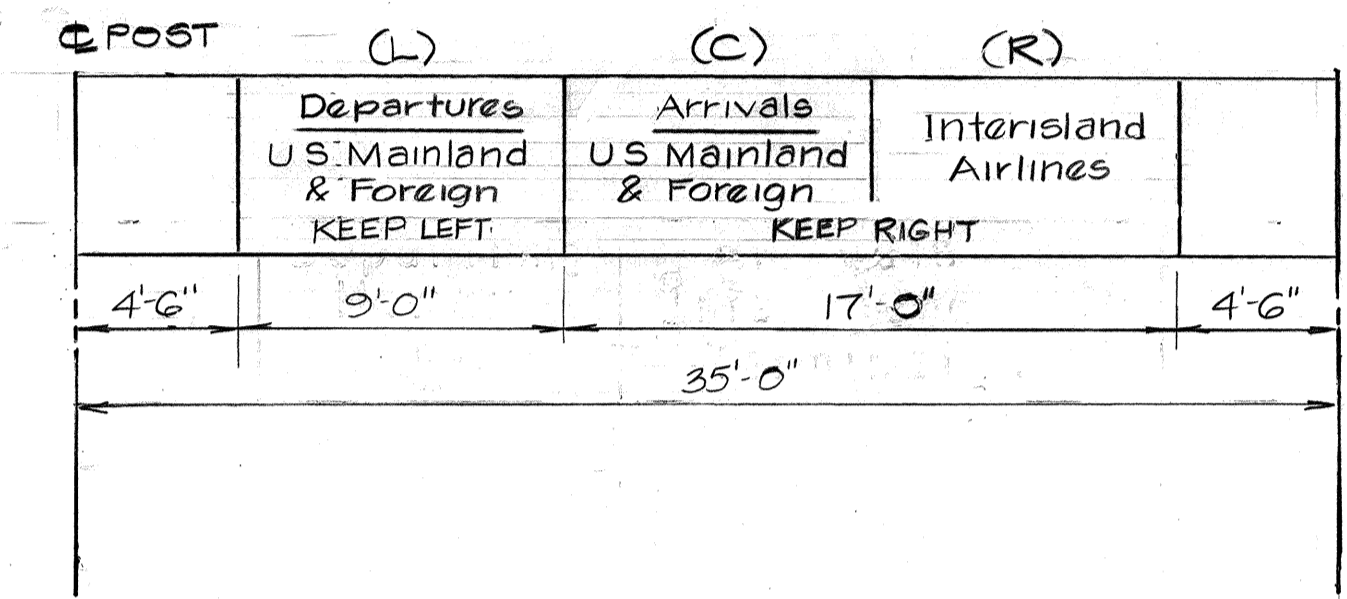 ℄ POST (L) (C) (R)
Departures
US Mainland
& Foreign
KEEP LEFT
Arrivals
US Mainland
& Foreign
Interisland
Airlines
KEEP RIGHT
4'-6" 9'-0" 17'-0" 4'-6"
35'-0"